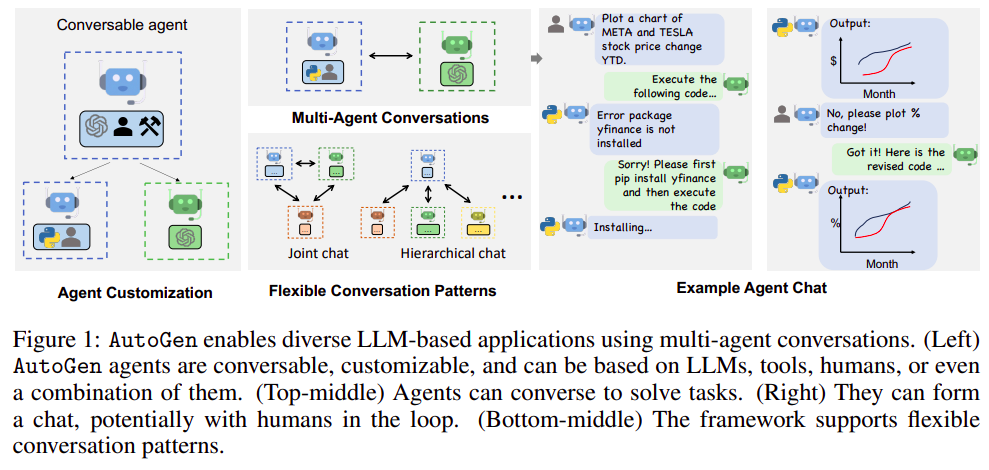 Conversable agent
Agent Customization
Multi-Agent Conversations
...
...
...
...
...
...
...
...
Joint chat
Hierarchical chat
Flexible Conversation Patterns
Plot a chart of
META and TESLA
stock price change
YTD.
Execute the
following code…
Error package
yfinance is not
installed
Sorry! Please first
pip install yfinance
and then execute
the code
Installing…
Output:
$
Month
No, please plot %
change!
Got it! Here is the
revised code …
Output:
%
Month
Example Agent Chat
Figure 1: AutoGen enables diverse LLM-based applications using multi-agent conversations. (Left)
AutoGen agents are conversable, customizable, and can be based on LLMs, tools, humans, or even
a combination of them. (Top-middle) Agents can converse to solve tasks. (Right) They can form
a chat, potentially with humans in the loop. (Bottom-middle) The framework supports flexible
conversation patterns.